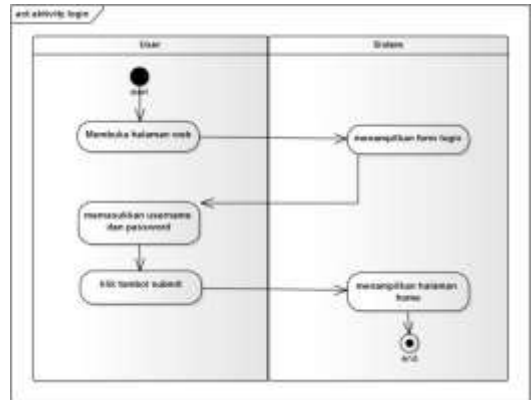 act aktivity login
User
Sistem
start
Membuka halaman web
menampilkan form login
memasukkan username
dan password
klik tombol submit
menampilkan halaman
home
end